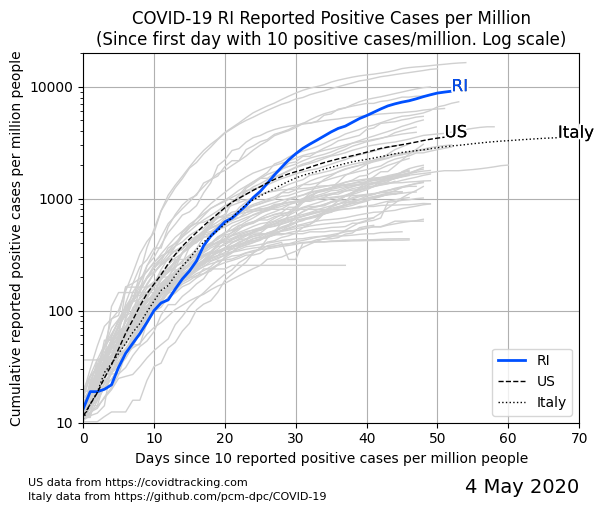 COVID-19 RI Reported Positive Cases per Million
(Since first day with 10 positive cases/million. Log scale)
Cumulative reported positive cases per million people
10000
1000
100
10
RI
US
Italy
RI
US
Italy
0 10 20 30 40 50 60 70
Days since 10 reported positive cases per million people
US data from https://covidtracking.com
Italy data from https://github.com/pcm-dpc/COVID-19
4 May 2020